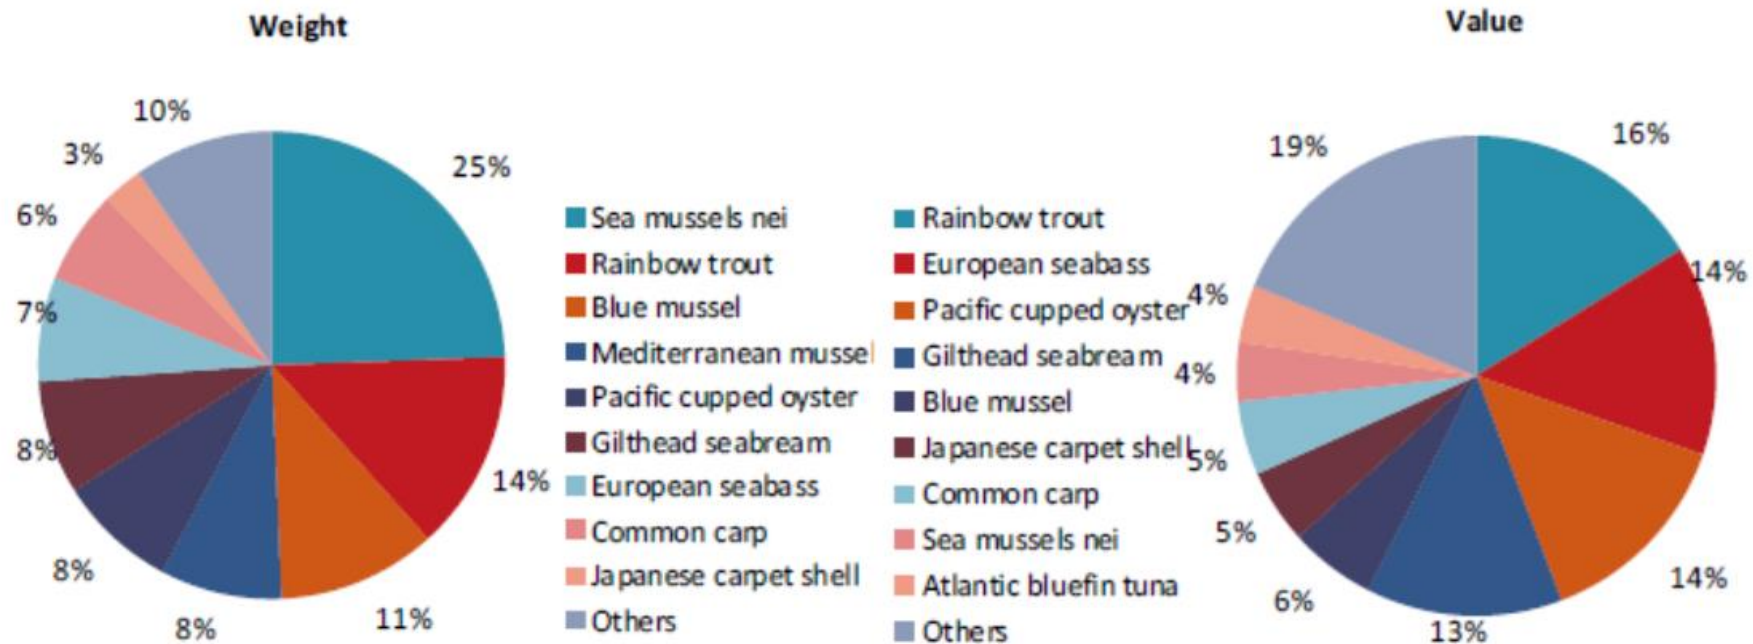 Weight
10%
3%
6%
7%
8%
8%
8%
11%
14%
25%
Sea mussels nei
Rainbow trout
Blue mussel
Mediterranean mussel
Pacific cupped oyster
Gilthead seabream
European seabass
Common carp
Japanese carpet shell
Others
Value
Rainbow trout
European seabass
Pacific cupped oyster
Gilthead seabream
Blue mussel
Japanese carpet shell
Common carp
Sea mussels nei
Atlantic bluefin tuna
Others
19%
16%
14%
14%
13%
6%
5%
5%
4%
4%